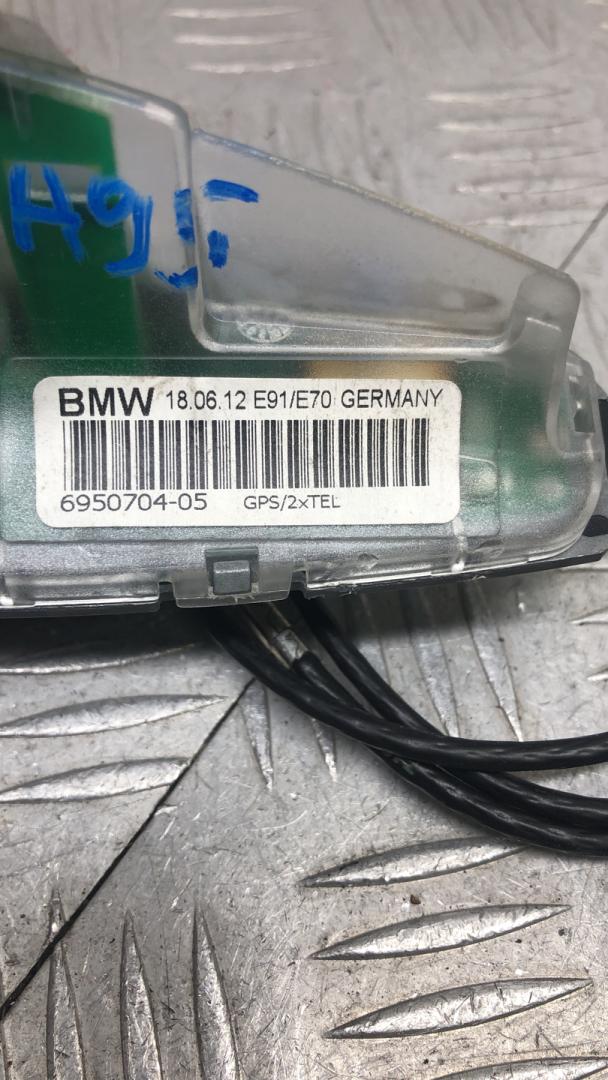 H95
BMW 18.06.12 E91/E70 GERMANY
6950704-05 GPS/2xTEL